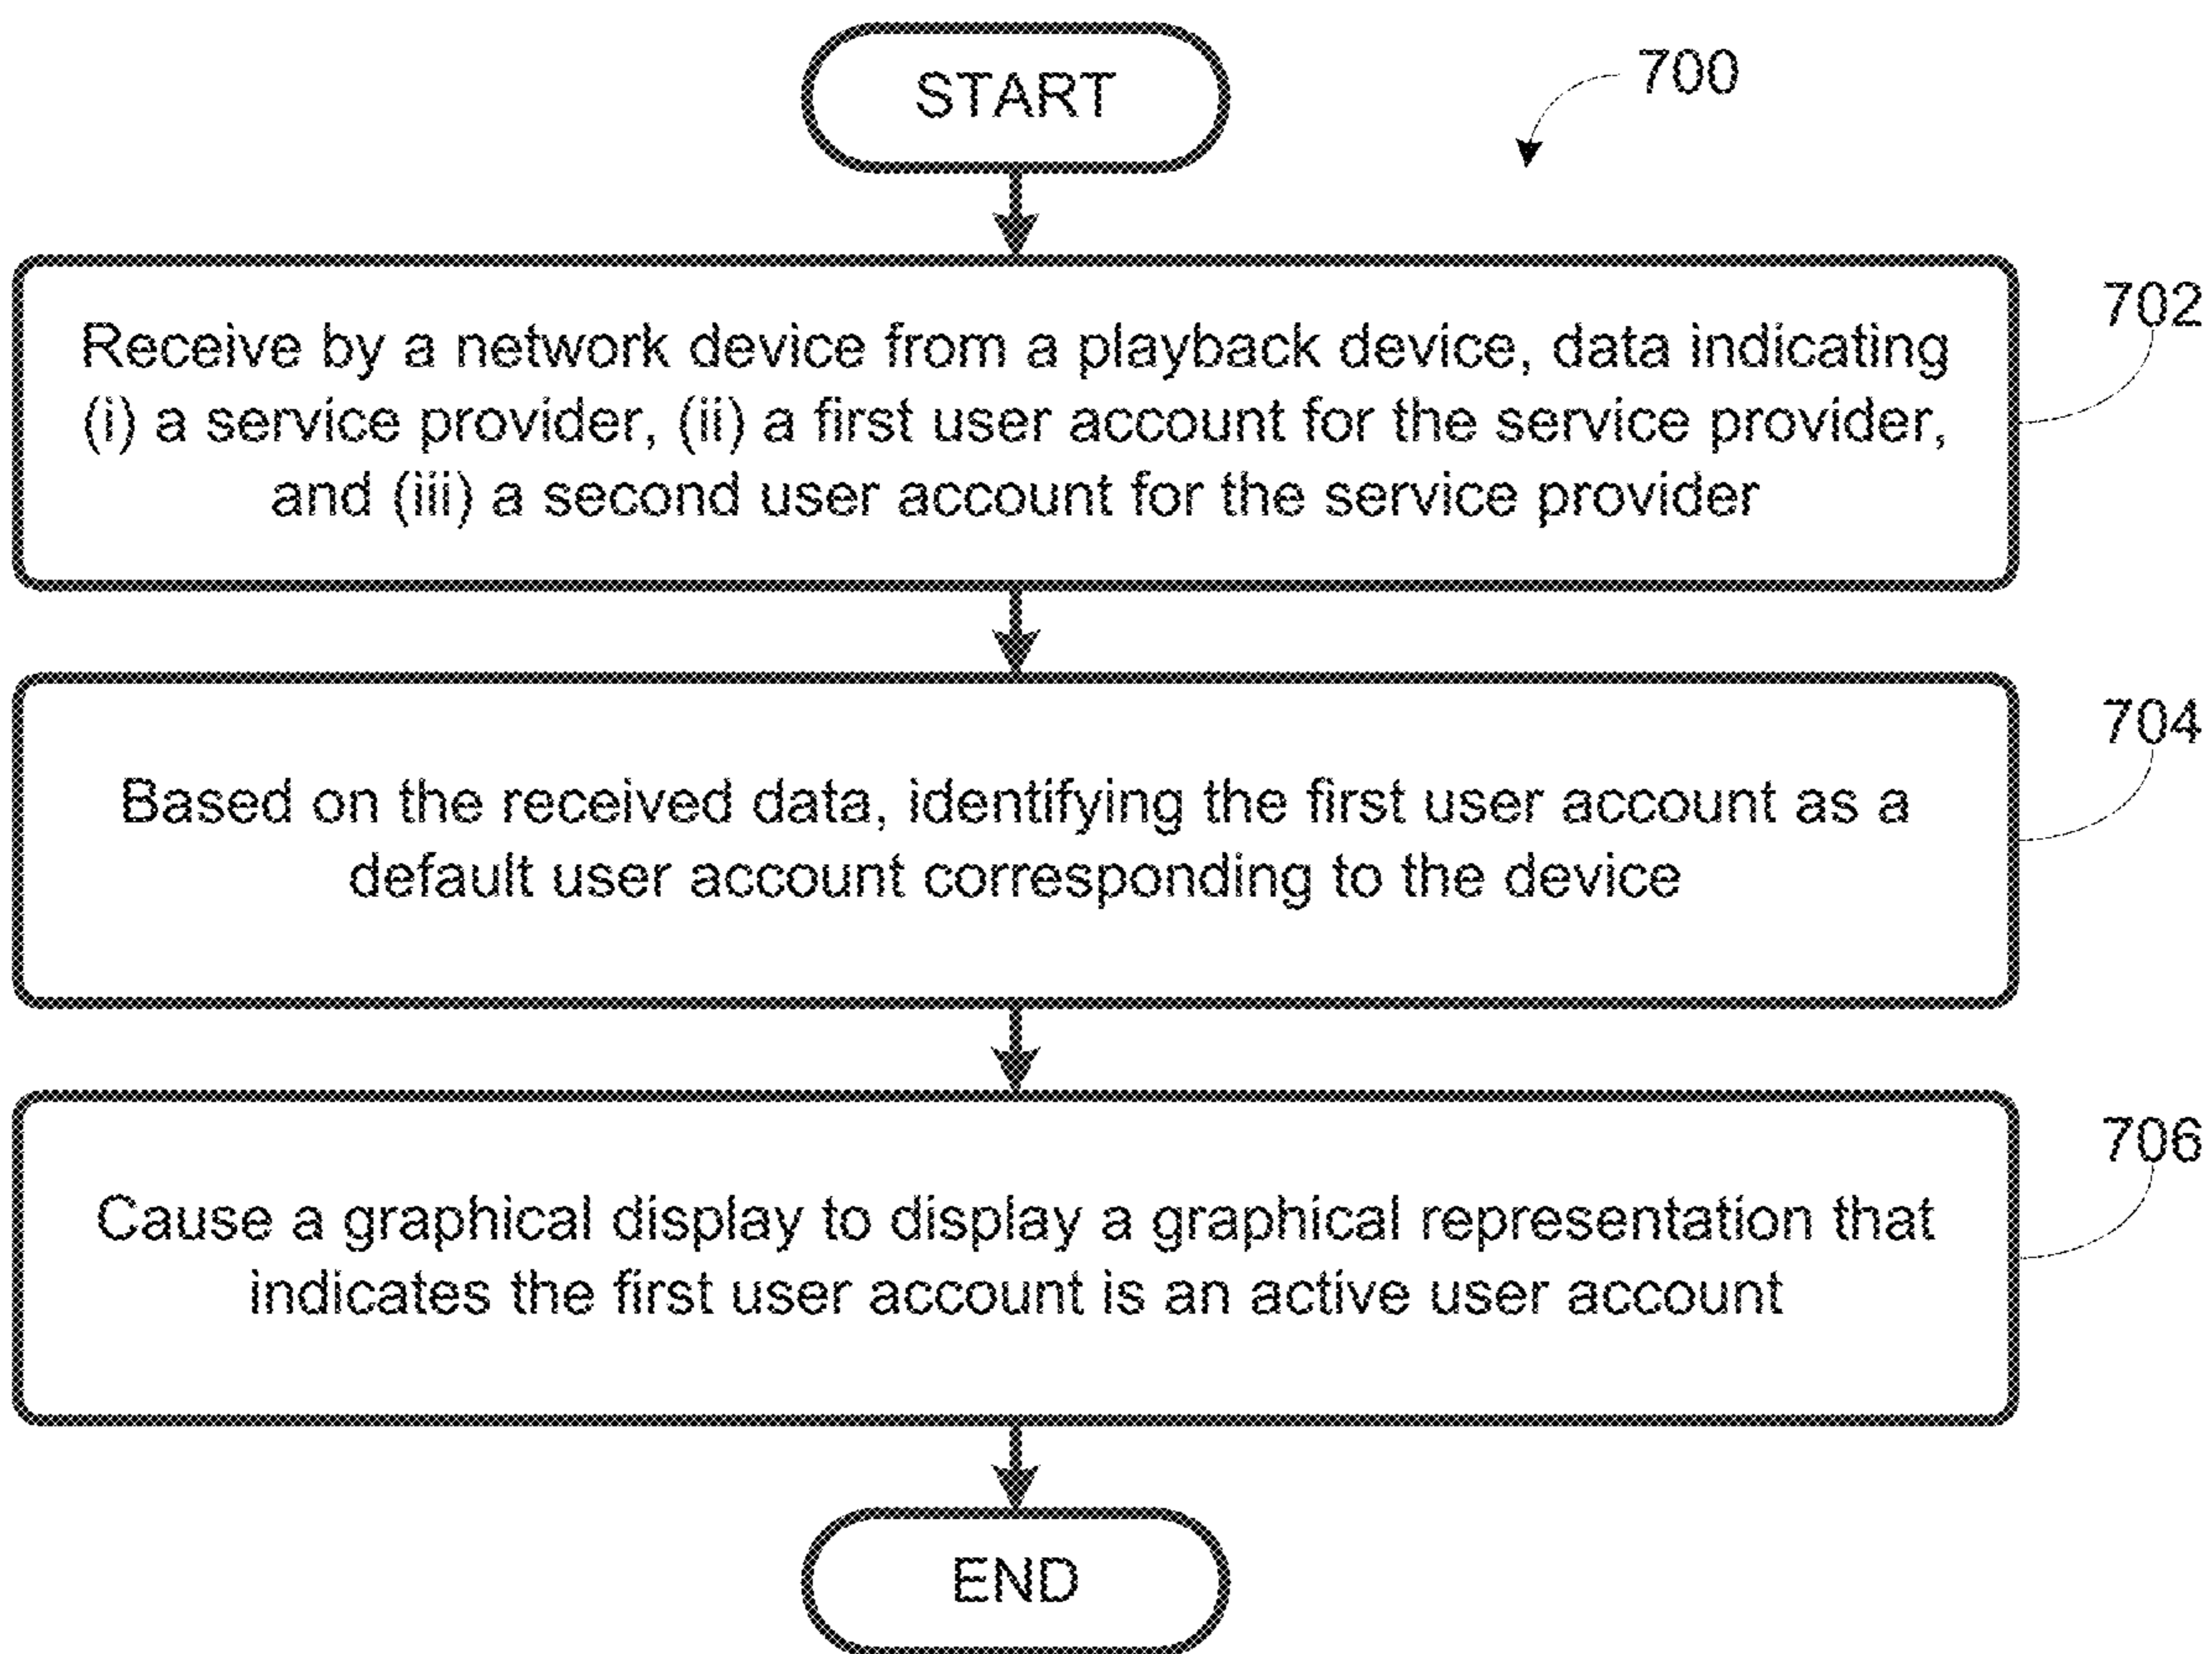 START
700
702
Receive by a network device from a playback device, data indicating
(i) a service provider, (ii) a first user account for the service provider,
and (iii) a second user account for the service provider
704
Based on the received data, identifying the first user account as a
default user account corresponding to the device
706
Cause a graphical display to display a graphical representation that
indicates the first user account is an active user account
END